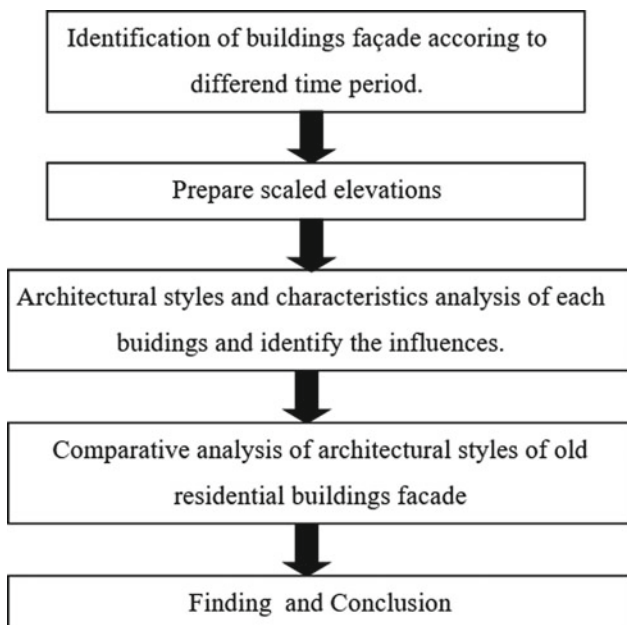 Identification of buildings façade accoring to
differend time period.
Prepare scaled elevations
Architectural styles and characteristics analysis of each
buidings and identify the influences.
Comparative analysis of architectural styles of old
residential buildings facade
Finding and Conclusion